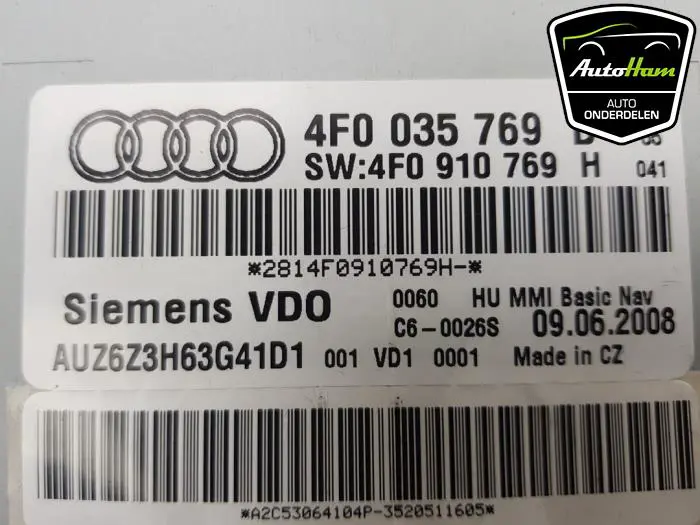 AutoHam
AUTO
ONDERDELEN
4F0 035 769
SW:4F0 910 769 H 041
*2814F0910769H-*
Siemens VDO 0060 HU MMI Basic Nav
C6-0026S 09.06.2008
AUZ6Z3H63G41D1 001 VD1 0001 Made in CZ
*A2C53064104P-3520511605*